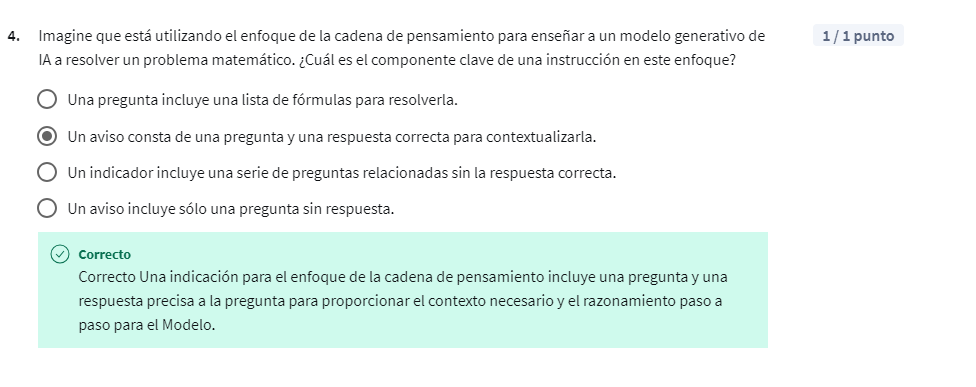 4. Imagine que está utilizando el enfoque de la cadena de pensamiento para enseñar a un modelo generativo de
1 / 1 punto
IA a resolver un problema matemático. ¿Cuál es el componente clave de una instrucción en este enfoque?
Una pregunta incluye una lista de fórmulas para resolverla.
Un aviso consta de una pregunta y una respuesta correcta para contextualizarla.
Un indicador incluye una serie de preguntas relacionadas sin la respuesta correcta.
Un aviso incluye sólo una pregunta sin respuesta.
Correcto
Correcto Una indicación para el enfoque de la cadena de pensamiento incluye una pregunta y una
respuesta precisa a la pregunta para proporcionar el contexto necesario y el razonamiento paso a
paso para el Modelo.